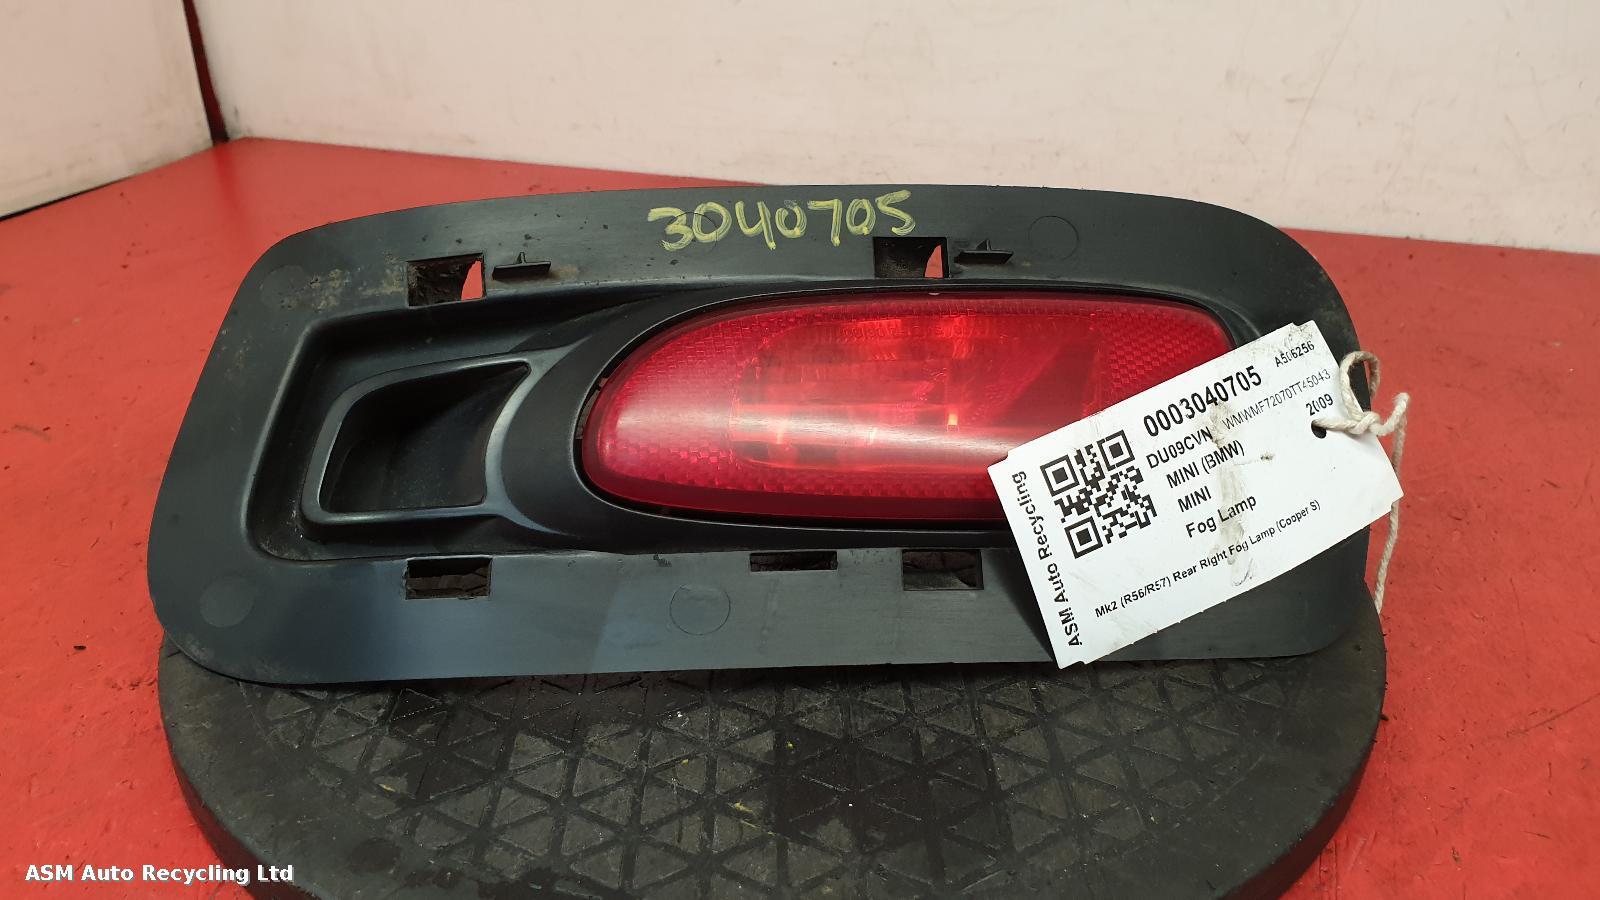 3040705
A506256
0003040705
DU09CVN WMWMF72070TT45043
MINI (BMW) 2009
MINI
Fog Lamp
Mk2 (R56/R57) Rear Right Fog Lamp (Cooper S)
ASM Auto Recycling
ASM Auto Recycling Ltd